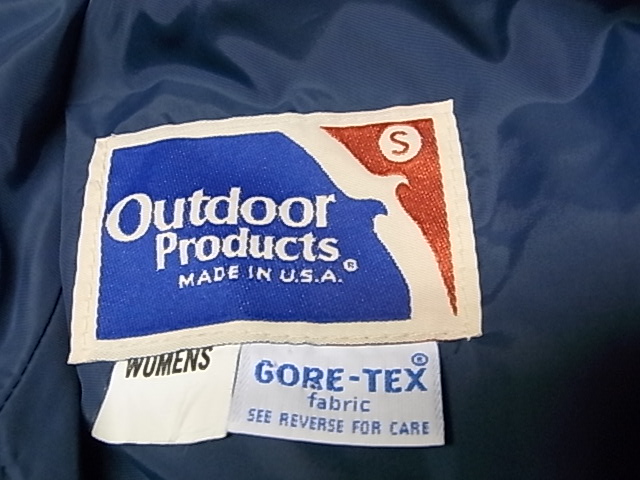 S
Outdoor
Products
MADE IN U.S.A.®
WOMENS
GORE-TEX®
fabric
SEE REVERSE FOR CARE